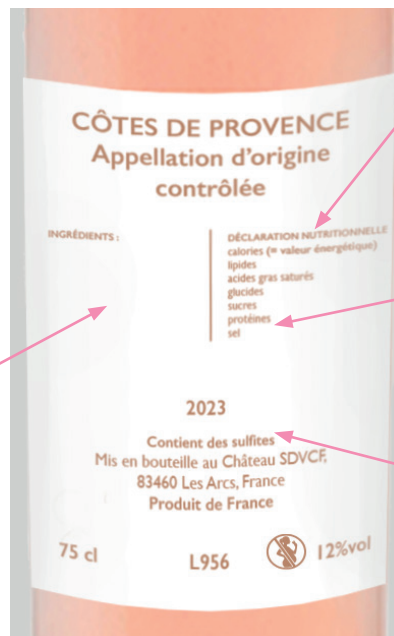 CÔTES DE PROVENCE
Appellation d'origine
contrôlée
INGRÉDIENTS :
DÉCLARATION NUTRITIONNELLE
calories (= valeur énergétique)
lipides
acides gras saturés
glucides
sucres
protéines
sel
2023
Contient des sulfites
Mis en bouteille au Château SDVCF,
83460 Les Arcs, France
Produit de France
75 cl
L956
12%vol